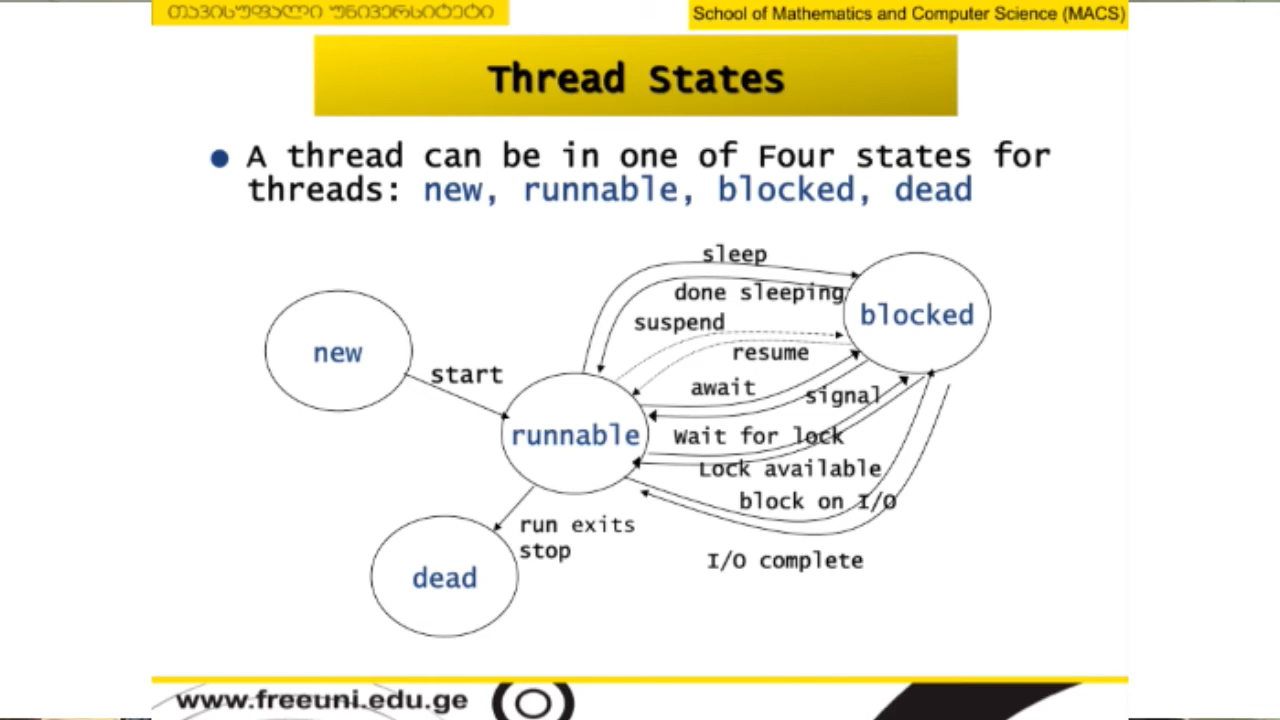 თავისუფალი უნივერსიტეტი
School of Mathematics and Computer Science (MACS)
Thread States
A thread can be in one of Four states for
threads: new, runnable, blocked, dead
sleep
done sleeping
suspend
blocked
new
resume
start
await
signal
runnable
Wait for lock
Lock available
block on I/O
run exits
stop
I/O complete
dead
www.freeuni.edu.ge